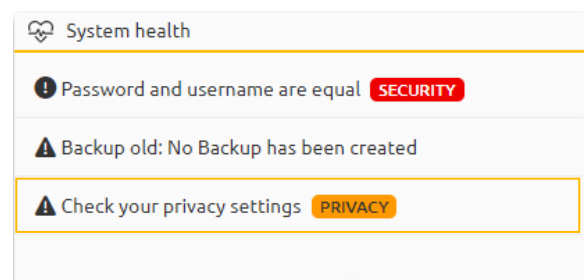 System health
Password and username are equal SECURITY
Backup old: No Backup has been created
Check your privacy settings PRIVACY